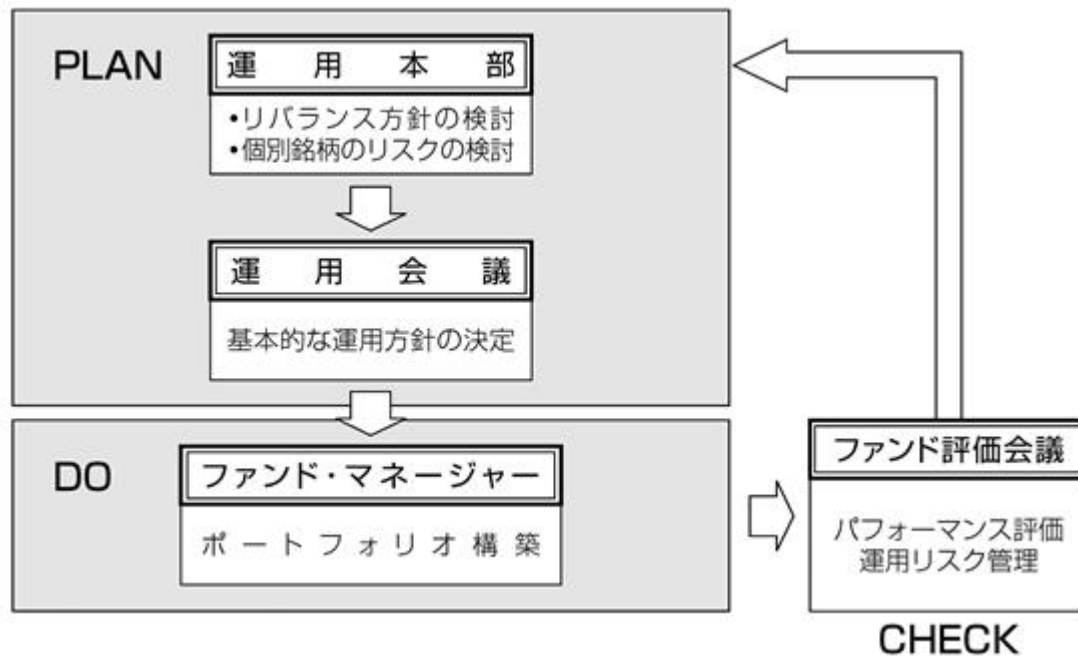 PLAN
運用本部
•リバランス方針の検討
•個別銘柄のリスクの検討
運用会議
基本的な運用方針の決定
DO
ファンド・マネージャー
ポートフォリオ構築
ファンド評価会議
パフォーマンス評価
運用リスク管理
CHECK